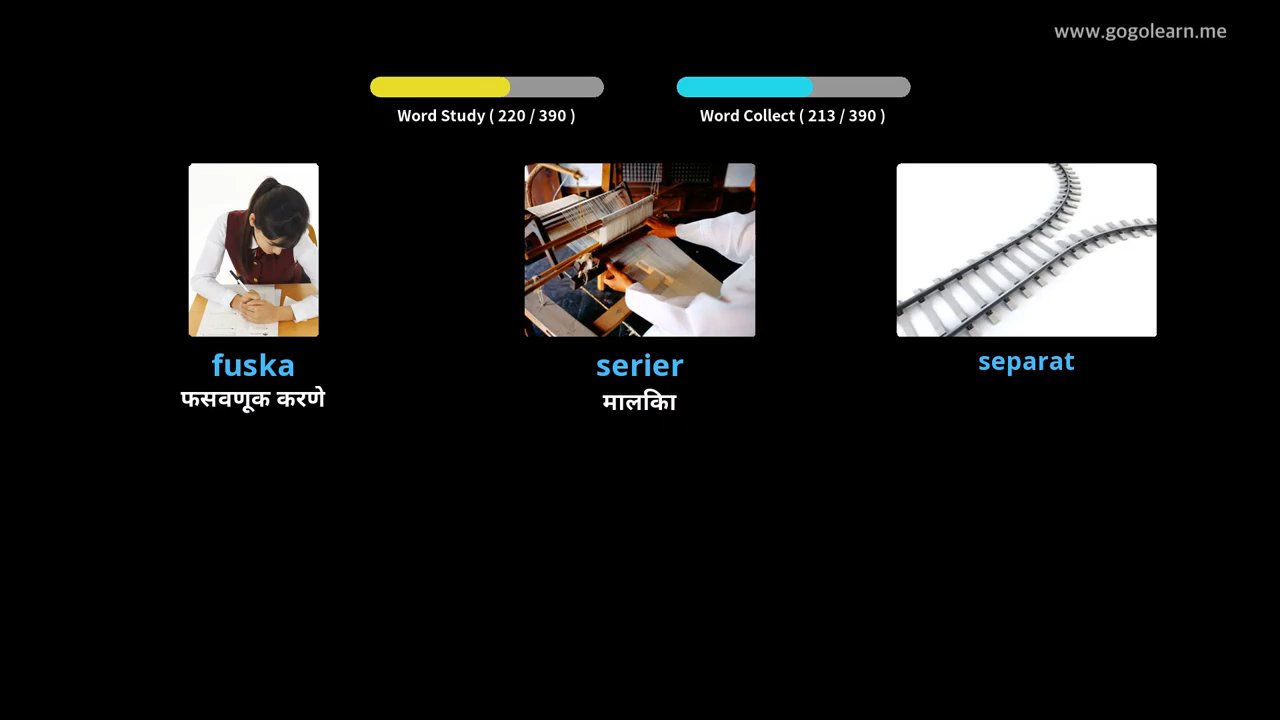 www.gogolearn.me
Word Study ( 220 / 390 )
Word Collect ( 213 / 390 )
fuska
फसवणूक करणे
serier
मालिका
separat